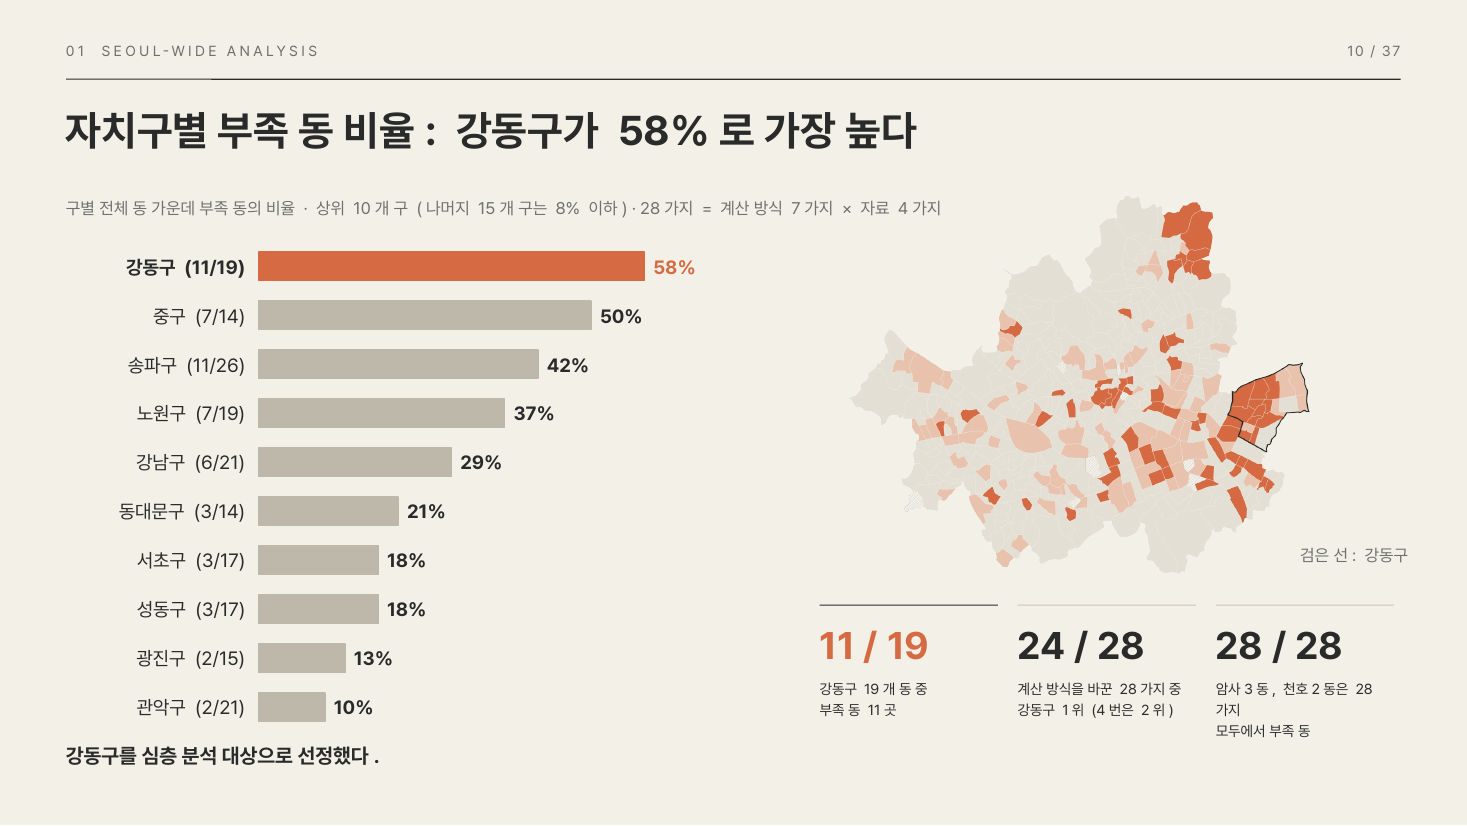 01 SEOUL-WIDE ANALYSIS
10 / 37
자치구별 부족 동 비율 : 강동구가 58% 로 가장 높다
구별 전체 동 가운데 부족 동의 비율 · 상위 10 개 구 ( 나머지 15 개 구는 8% 이하 ) · 28 가지 = 계산 방식 7 가지 × 자료 4 가지
강동구 (11/19) 58%
중구 (7/14) 50%
송파구 (11/26) 42%
노원구 (7/19) 37%
강남구 (6/21) 29%
동대문구 (3/14) 21%
서초구 (3/17) 18%
성동구 (3/17) 18%
광진구 (2/15) 13%
관악구 (2/21) 10%
강동구를 심층 분석 대상으로 선정했다 .
검은 선 : 강동구
11 / 19
강동구 19 개 동 중
부족 동 11 곳
24 / 28
계산 방식을 바꾼 28 가지 중
강동구 1 위 (4 번은 2 위 )
28 / 28
암사 3 동 , 천호 2 동은 28
가지
모두에서 부족 동